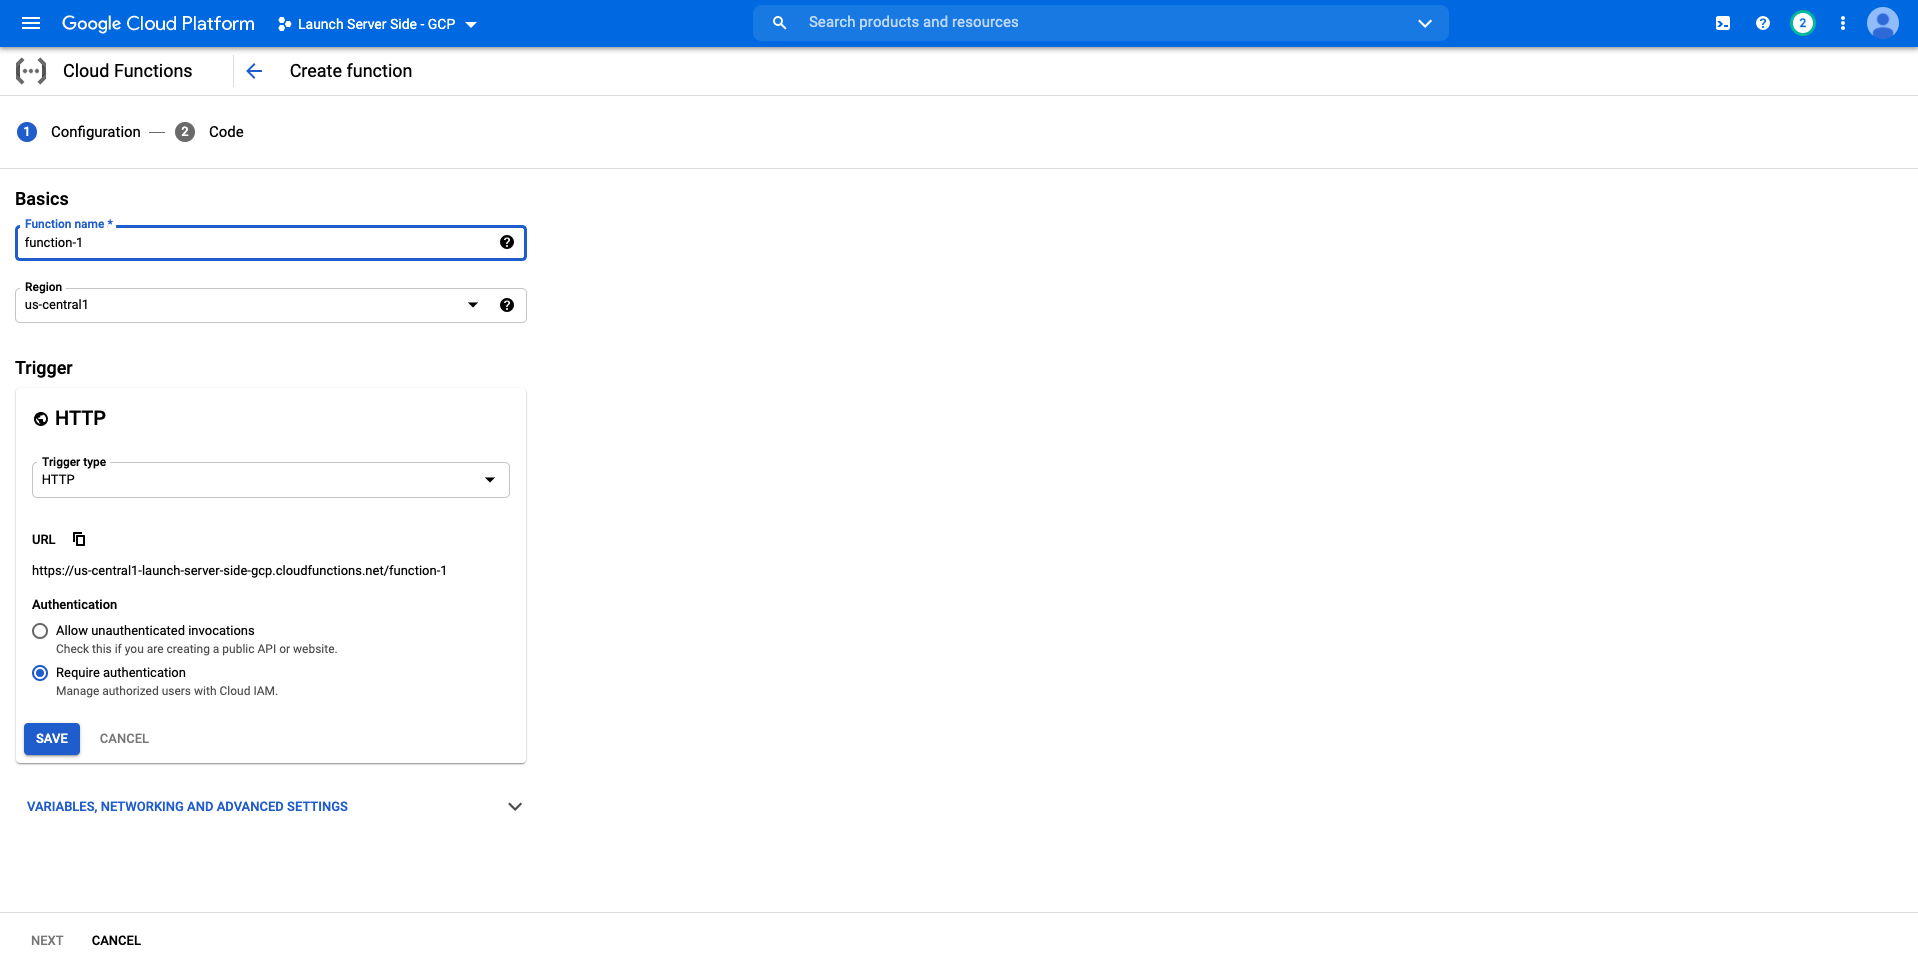 Google Cloud Platform
Launch Server Side - GCP
Search products and resources
2
Cloud Functions
Create function
1 Configuration — 2 Code
Basics
Function name *
function-1
Region
us-central1
Trigger
HTTP
Trigger type
HTTP
URL
https://us-central1-launch-server-side-gcp.cloudfunctions.net/function-1
Authentication
Allow unauthenticated invocations
Check this if you are creating a public API or website.
Require authentication
Manage authorized users with Cloud IAM.
SAVE CANCEL
VARIABLES, NETWORKING AND ADVANCED SETTINGS
NEXT CANCEL